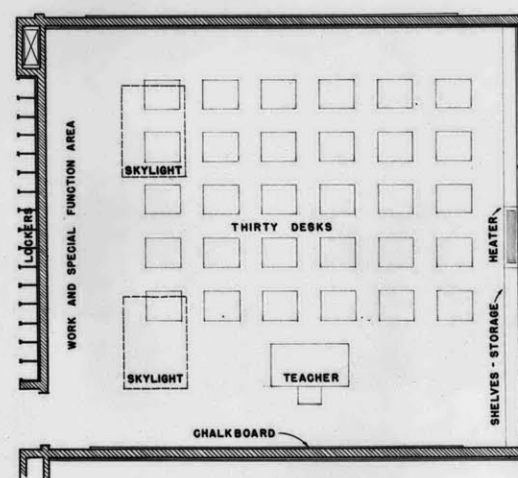 LOCKERS
WORK AND SPECIAL FUNCTION AREA
SKYLIGHT
THIRTY DESKS
HEATER
SHELVES - STORAGE
SKYLIGHT
TEACHER
CHALKBOARD